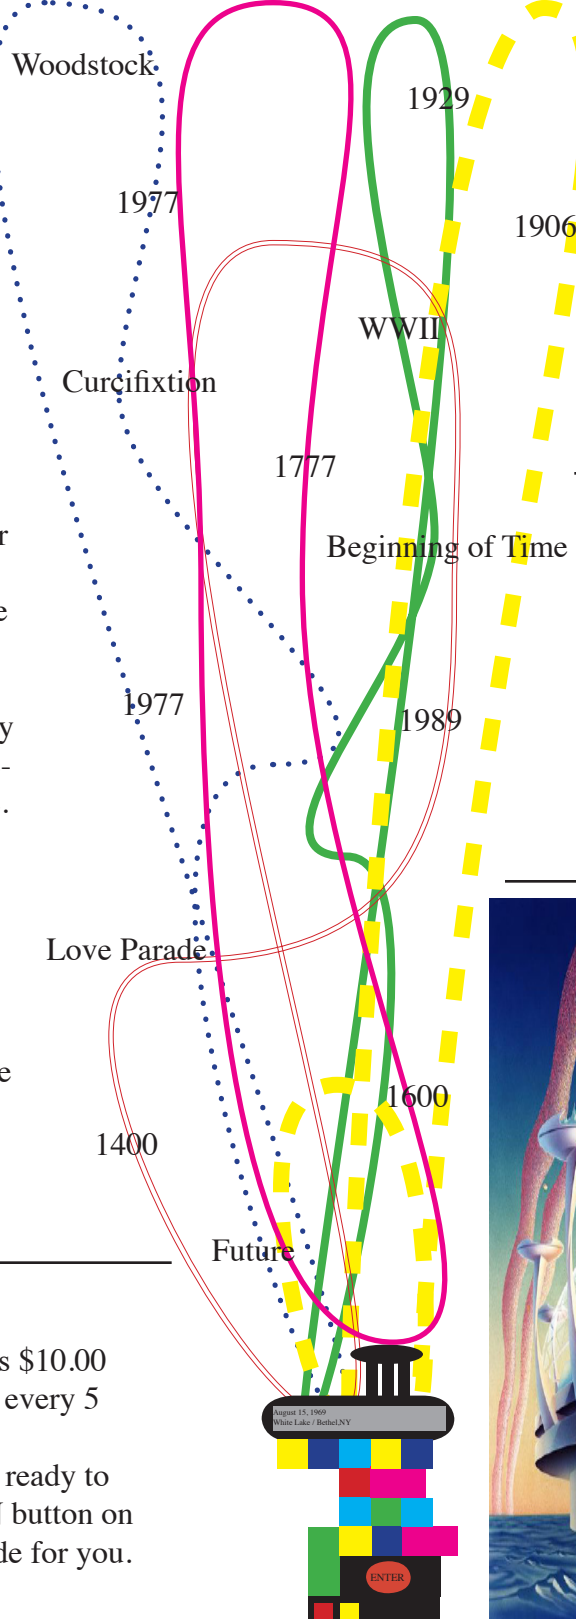 Woodstock
1929
1977
1906
WWII
Curcifixtion
1777
r
Beginning of Time
e
1977
1989
y
-
.
Love Parade
e
1600
1400
Future
s $10.00
every 5
August 15, 1969
White Lake / Bethel,NY
ready to
button on
de for you.
ENTER